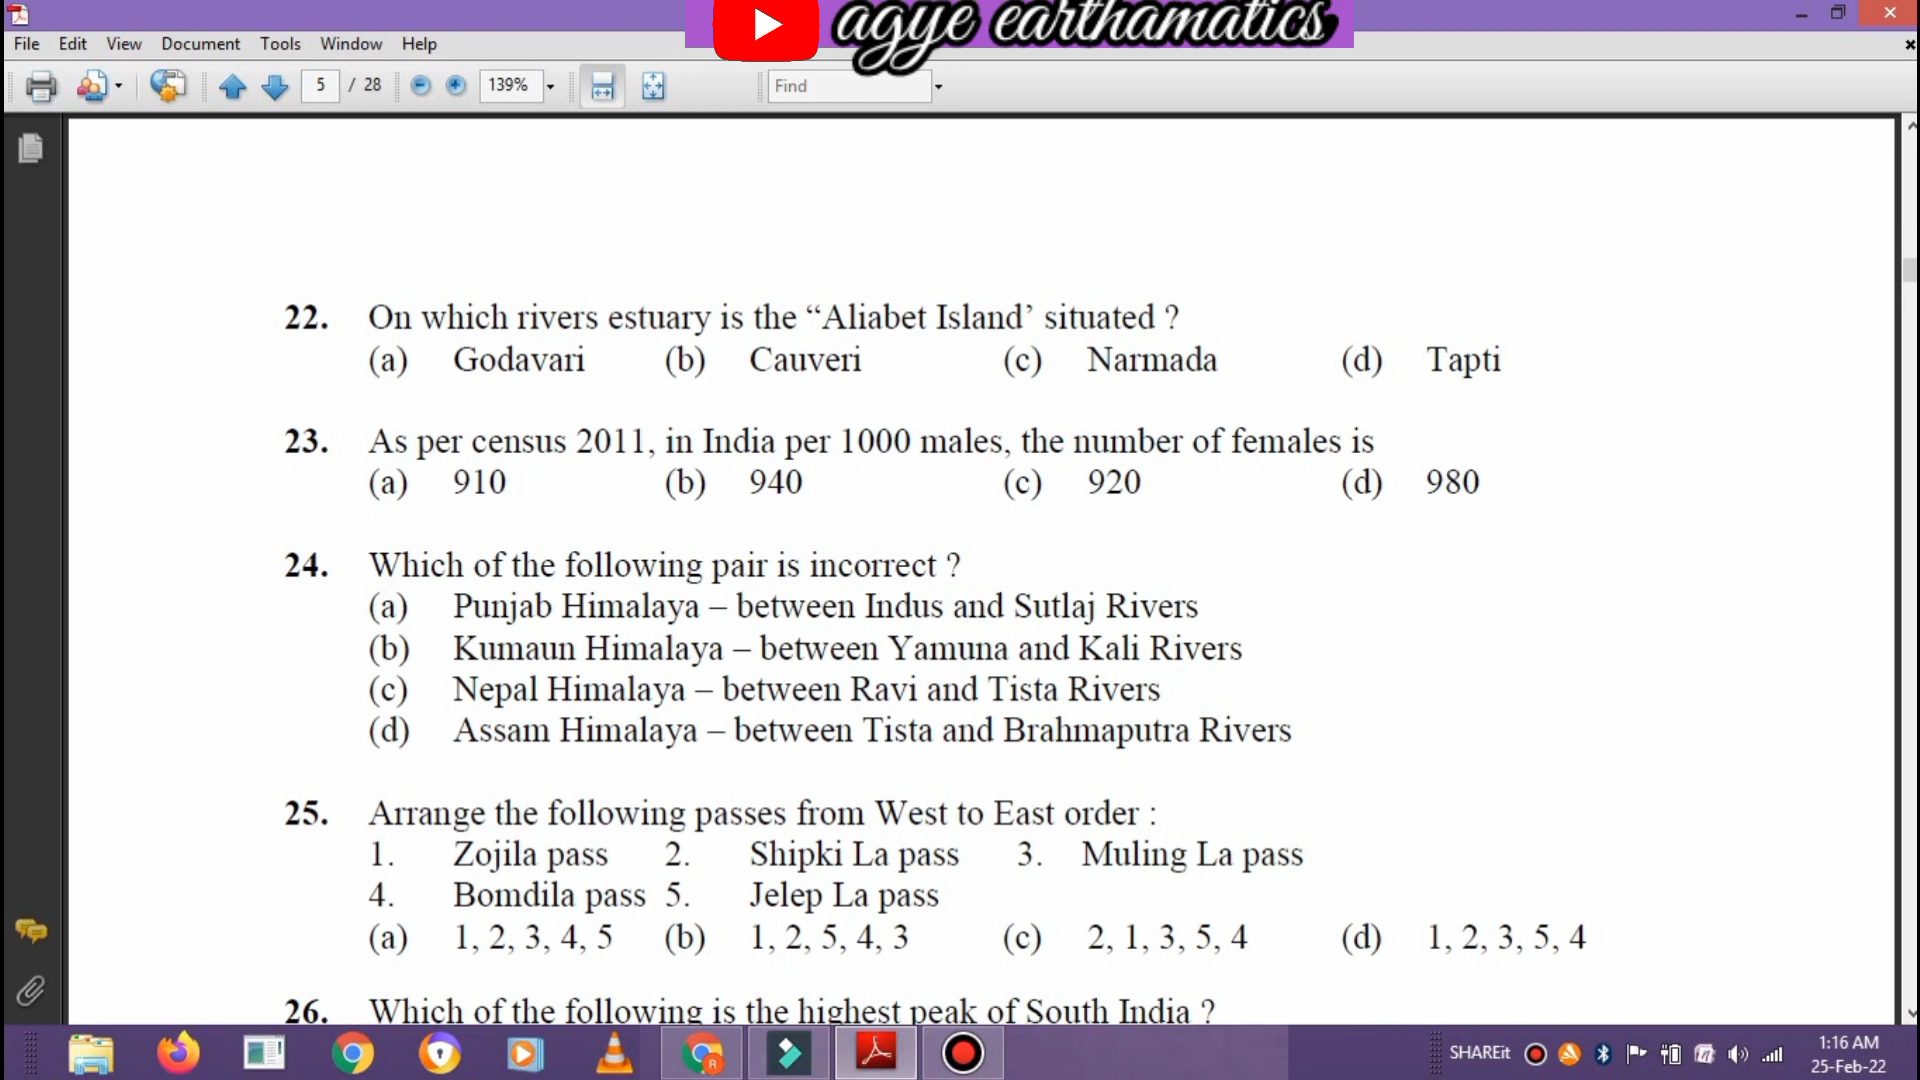 agye earthamatics
File Edit View Document Tools Window Help
5 / 28 139% Find
22. On which rivers estuary is the “Aliabet Island’ situated ?
(a) Godavari (b) Cauveri (c) Narmada (d) Tapti
23. As per census 2011, in India per 1000 males, the number of females is
(a) 910 (b) 940 (c) 920 (d) 980
24. Which of the following pair is incorrect ?
(a) Punjab Himalaya – between Indus and Sutlaj Rivers
(b) Kumaun Himalaya – between Yamuna and Kali Rivers
(c) Nepal Himalaya – between Ravi and Tista Rivers
(d) Assam Himalaya – between Tista and Brahmaputra Rivers
25. Arrange the following passes from West to East order :
1. Zojila pass 2. Shipki La pass 3. Muling La pass
4. Bomdila pass 5. Jelep La pass
(a) 1, 2, 3, 4, 5 (b) 1, 2, 5, 4, 3 (c) 2, 1, 3, 5, 4 (d) 1, 2, 3, 5, 4
26. Which of the following is the highest peak of South India ?
SHAREit 1:16 AM
25-Feb-22